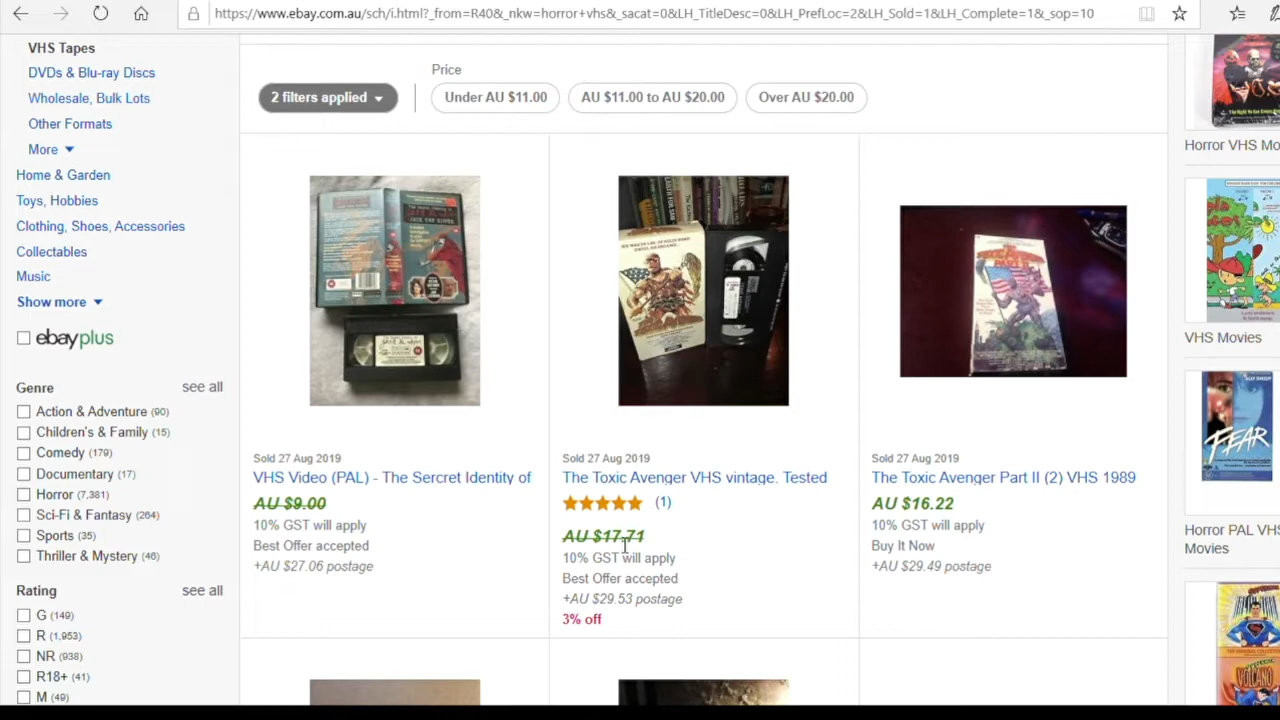 https://www.ebay.com.au/sch/i.html?_from=R40&_nkw=horror+vhs&_sacat=0&LH_TitleDesc=0&LH_PrefLoc=2&LH_Sold=1&LH_Complete=1&_sop=10
VHS Tapes
DVDs & Blu-ray Discs
Wholesale, Bulk Lots
Other Formats
More
Home & Garden
Toys, Hobbies
Clothing, Shoes, Accessories
Collectables
Music
Show more
ebayplus
Genre see all
Action & Adventure (90)
Children's & Family (15)
Comedy (179)
Documentary (17)
Horror (7,381)
Sci-Fi & Fantasy (264)
Sports (35)
Thriller & Mystery (46)
Rating see all
G (149)
R (1,953)
NR (938)
R18+ (41)
M (49)
Price
2 filters applied
Under AU $11.00
AU $11.00 to AU $20.00
Over AU $20.00
Sold 27 Aug 2019
VHS Video (PAL) - The Sercret Identity of
AU $9.00
10% GST will apply
Best Offer accepted
+AU $27.06 postage
Sold 27 Aug 2019
The Toxic Avenger VHS vintage. Tested
(1)
AU $17.71
10% GST will apply
Best Offer accepted
+AU $29.53 postage
3% off
Sold 27 Aug 2019
The Toxic Avenger Part II (2) VHS 1989
AU $16.22
10% GST will apply
Buy It Now
+AU $29.49 postage
Horror VHS Mo
VHS Movies
FEAR
Horror PAL VHS
Movies